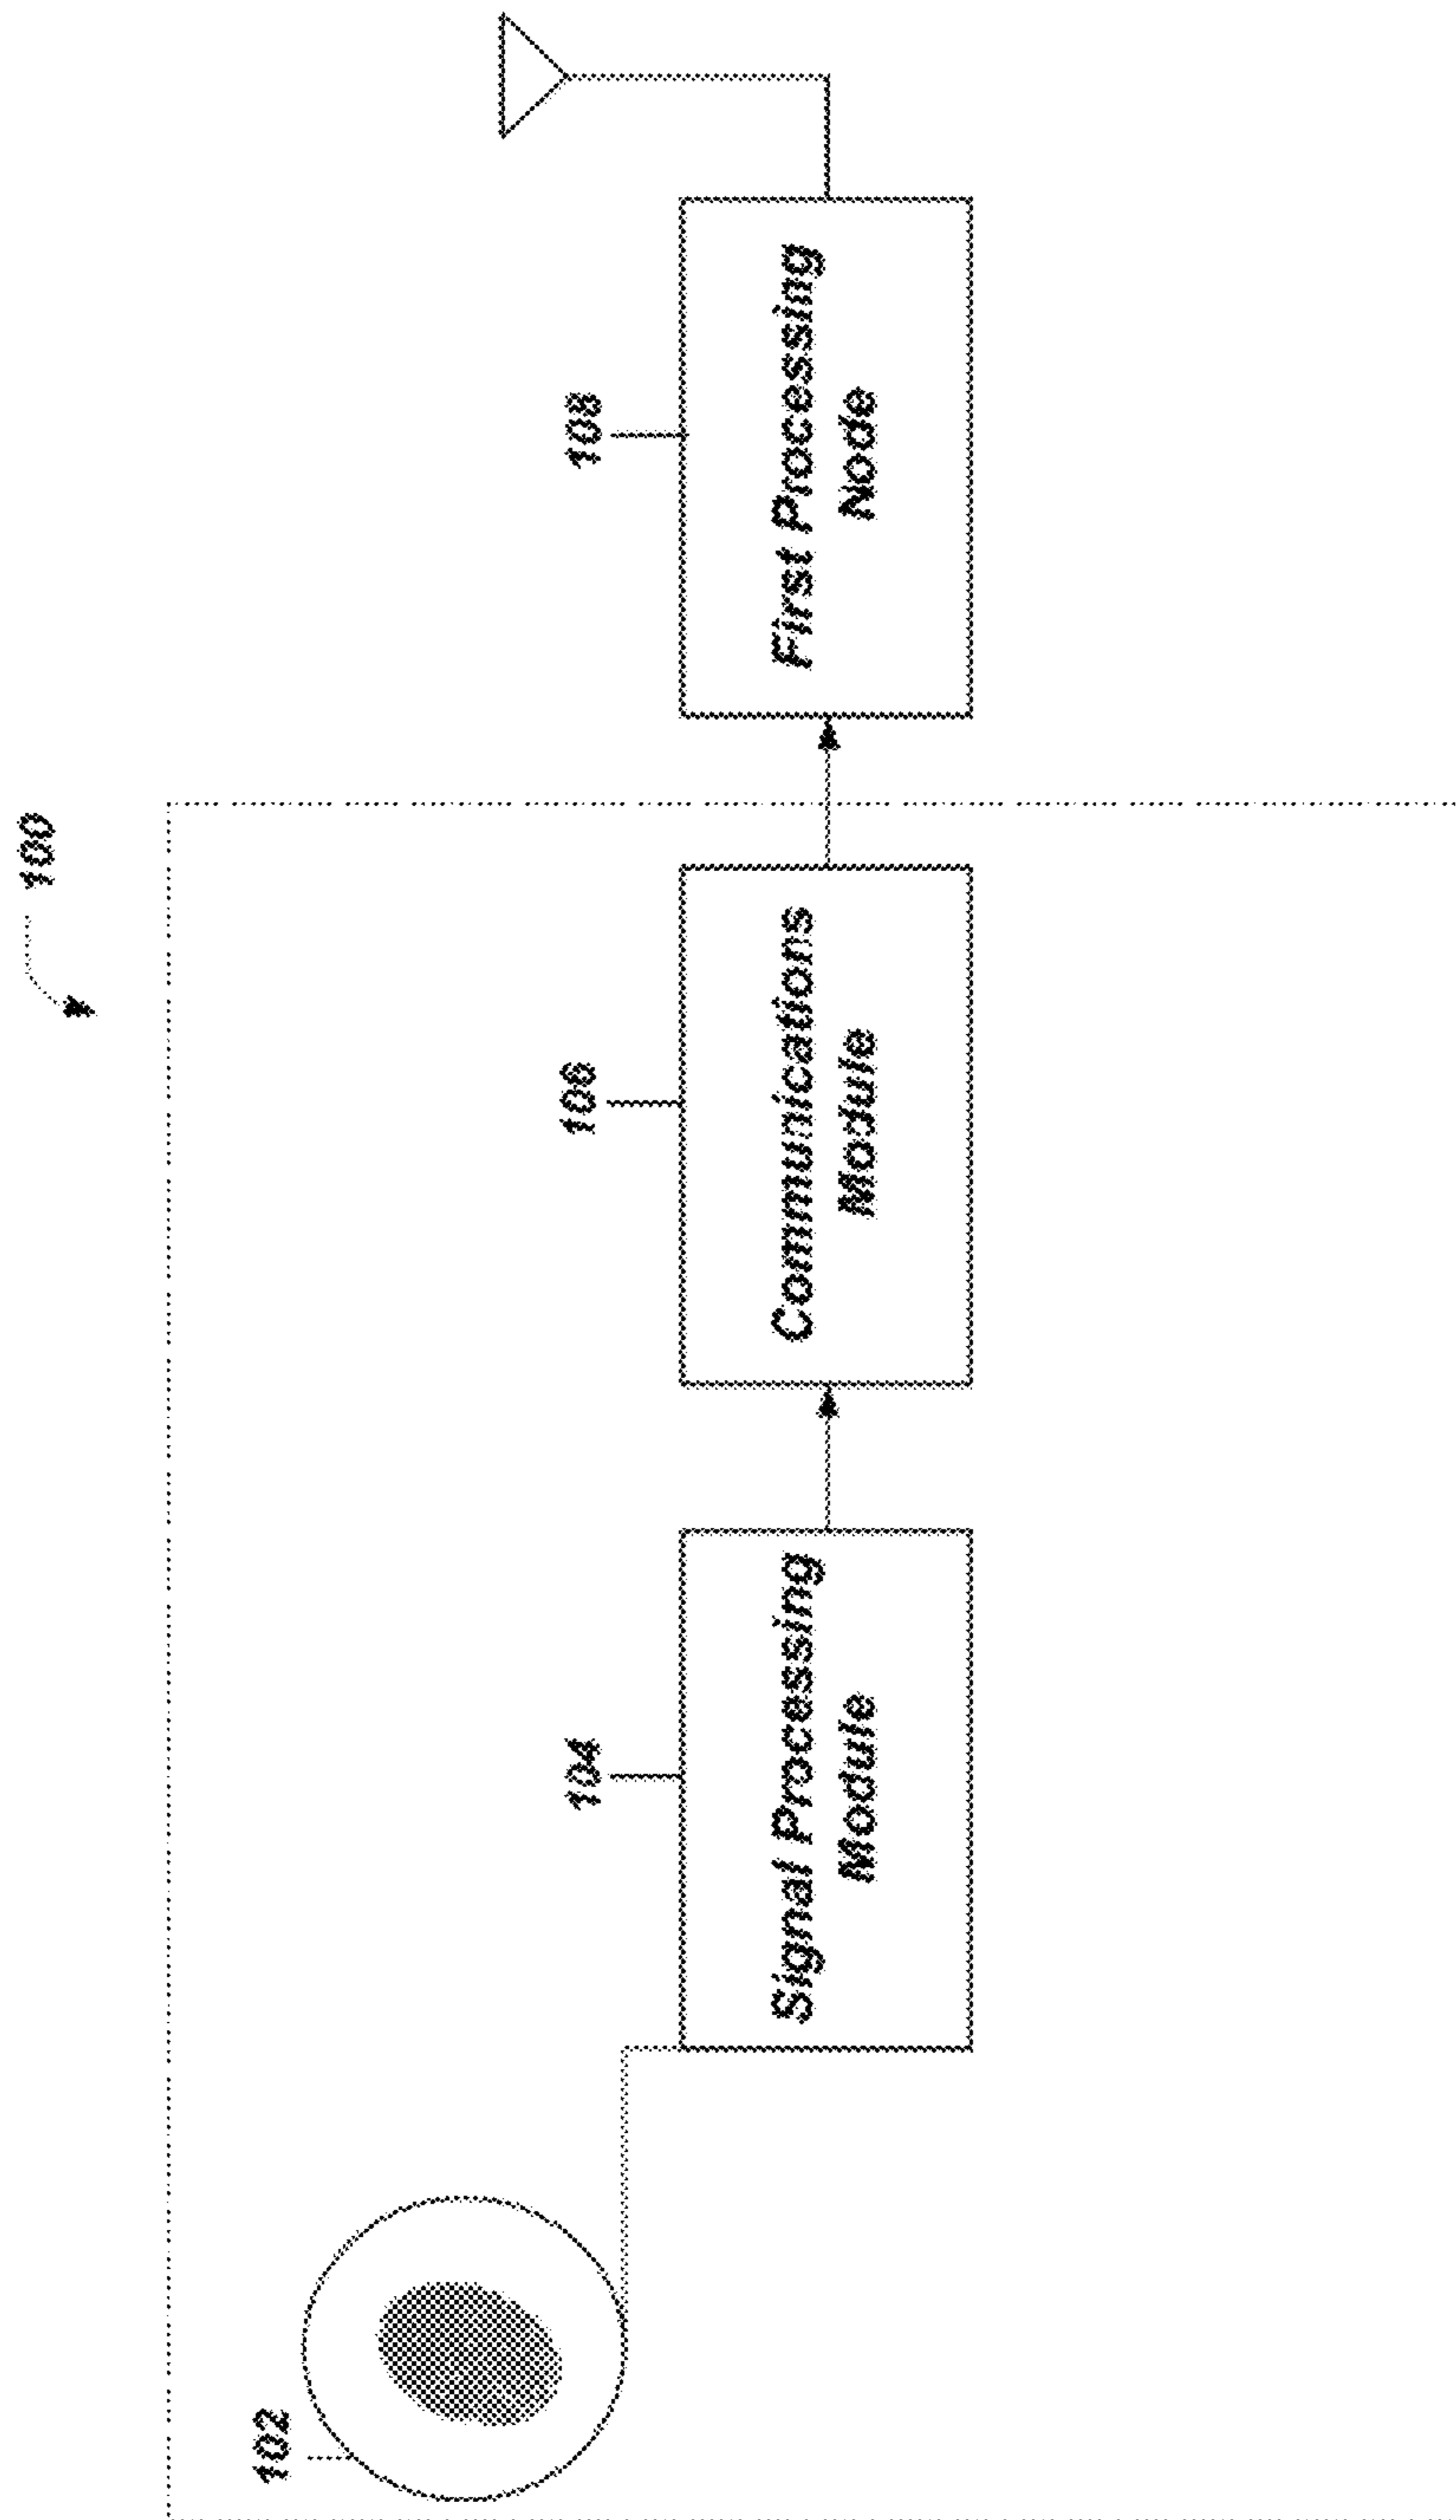 100
102
104
Signal Processing
Module
106
Communications
Module
108
First Processing
Node